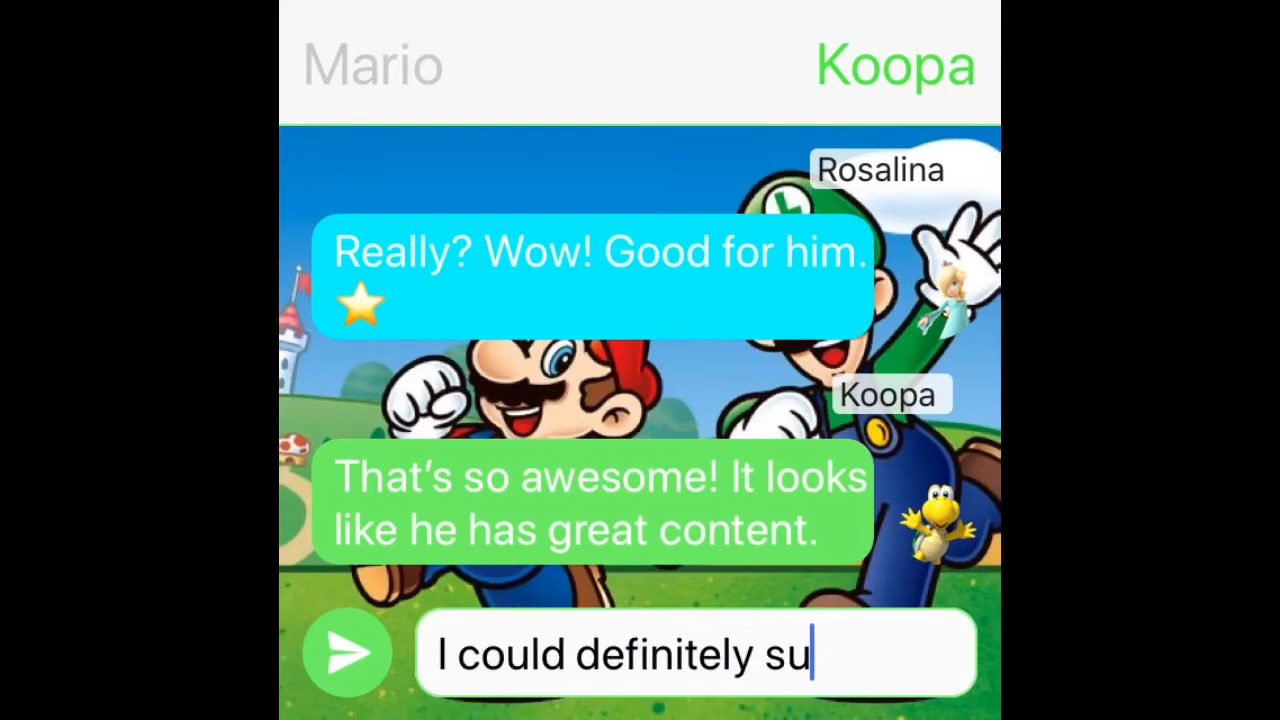 Mario
Koopa
Rosalina
Really? Wow! Good for him.
⭐
Koopa
That‘s so awesome! It looks
like he has great content.
I could definitely su
L